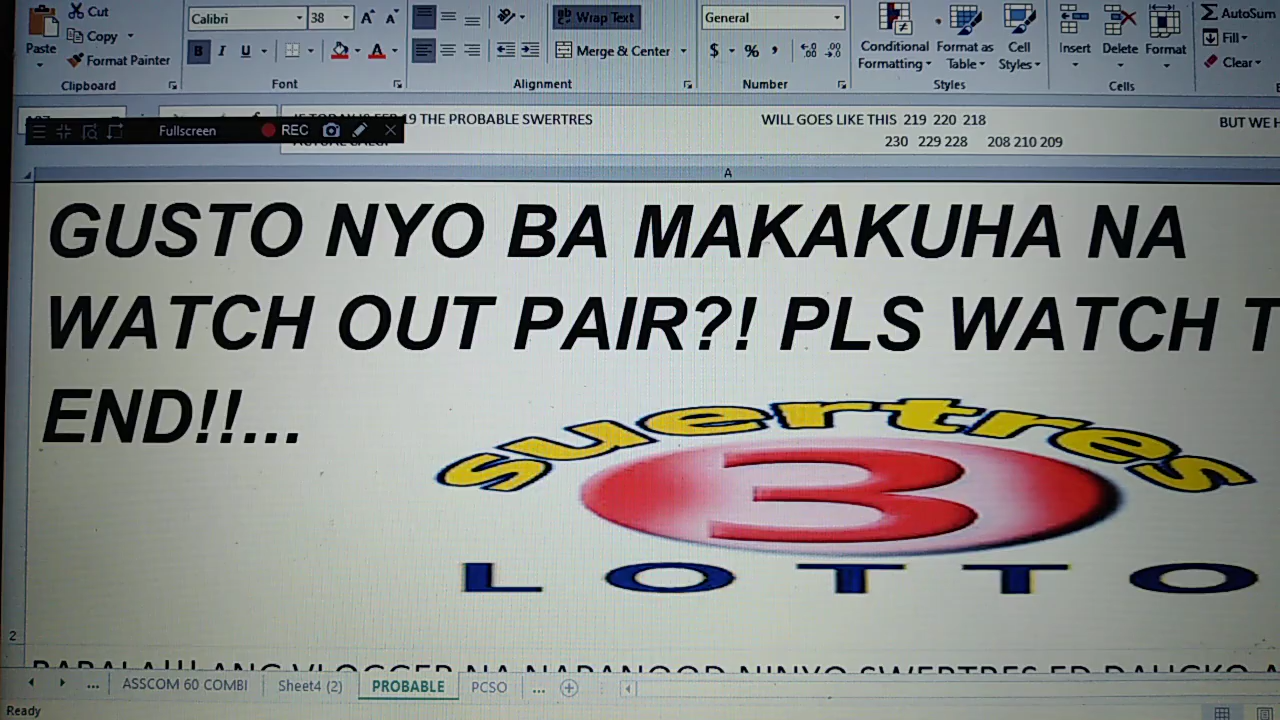 Cut
Calibri
38
Wrap Text
General
AutoSum
Paste
Copy
Format Painter
B I U
A
Merge & Center
$ % ,
Conditional Formatting
Format as Table
Cell Styles
Insert
Delete
Format
Fill
Clear
Clipboard
Font
Alignment
Number
Styles
Cells
19 THE PROBABLE SWERTRES WILL GOES LIKE THIS 219 220 218 BUT WE H
Fullscreen REC
230 229 228 208 210 209
A
GUSTO NYO BA MAKAKUHA NA
WATCH OUT PAIR?! PLS WATCH T
END!!...
suertres
3
LOTTO
2
... ASSCOM 60 COMBI Sheet4 (2) PROBABLE PCSO ...
Ready